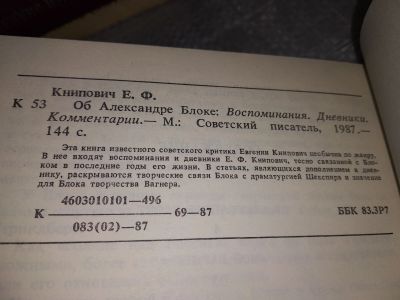 Книпович Е. Ф.
К 53 Об Александре Блоке: Воспоминания. Дневники.
Комментарии.— М.: Советский писатель, 1987.—
144 с.
Эта книга известного советского критика Евгении Книпович необычна по жанру.
В нее входят воспоминания и дневники Е. Ф. Книпович, тесно связанной с Бло-
ком в последние годы его жизни. В статьях, являющихся дополнением к днев-
нику, раскрываются творческие связи Блока с драматургией Шекспира и значение
для Блока творчества Вагнера.
4603010101—496
К ——— 69—87
083(02)—87
ББК 83.3Р7